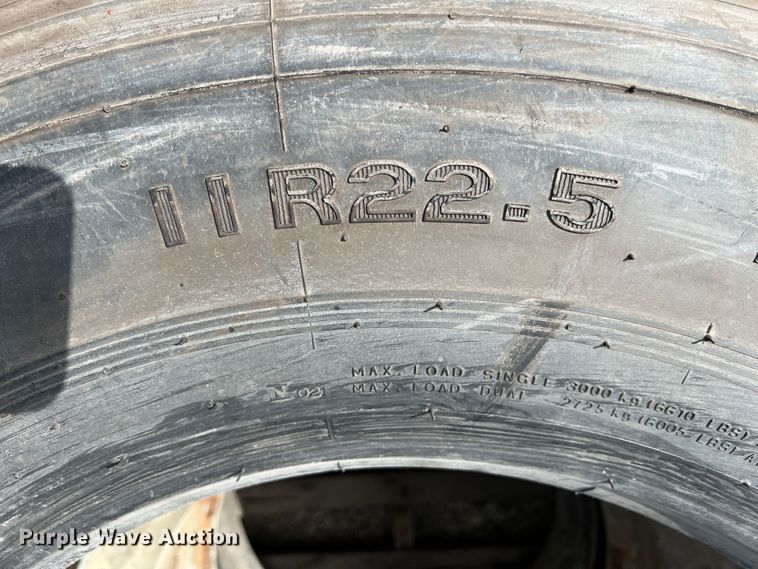 11R22.5
MAX. LOAD SINGLE 3000 kg (6610 LBS) A
N 021 MAX. LOAD DUAL 2725 kg (6005 LBS) A
Purple Wave Auction